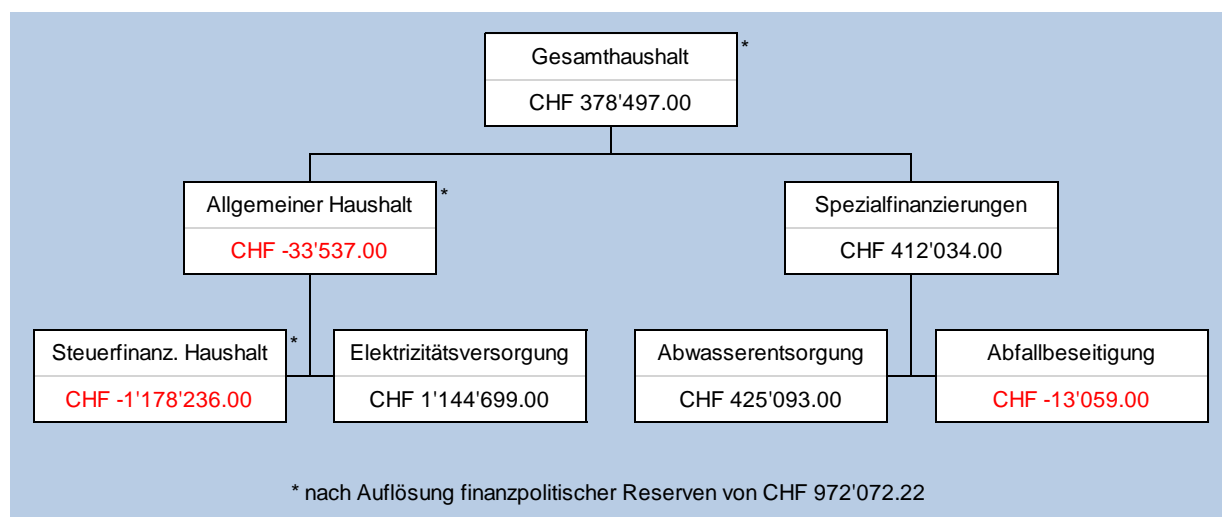 Gesamthaushalt *
CHF 378'497.00
Allgemeiner Haushalt *
CHF -33'537.00
Spezialfinanzierungen
CHF 412'034.00
Steuerfinanz. Haushalt *
CHF -1'178'236.00
Elektrizitätsversorgung
CHF 1'144'699.00
Abwasserentsorgung
CHF 425'093.00
Abfallbeseitigung
CHF -13'059.00
* nach Auflösung finanzpolitischer Reserven von CHF 972'072.22